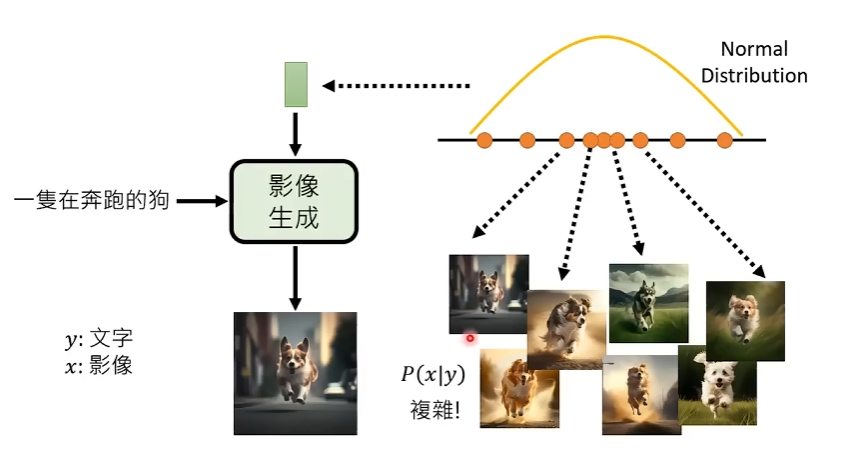 Normal
Distribution
影像
生成
一隻在奔跑的狗
y: 文字
x: 影像
P(x|y)
複雜!